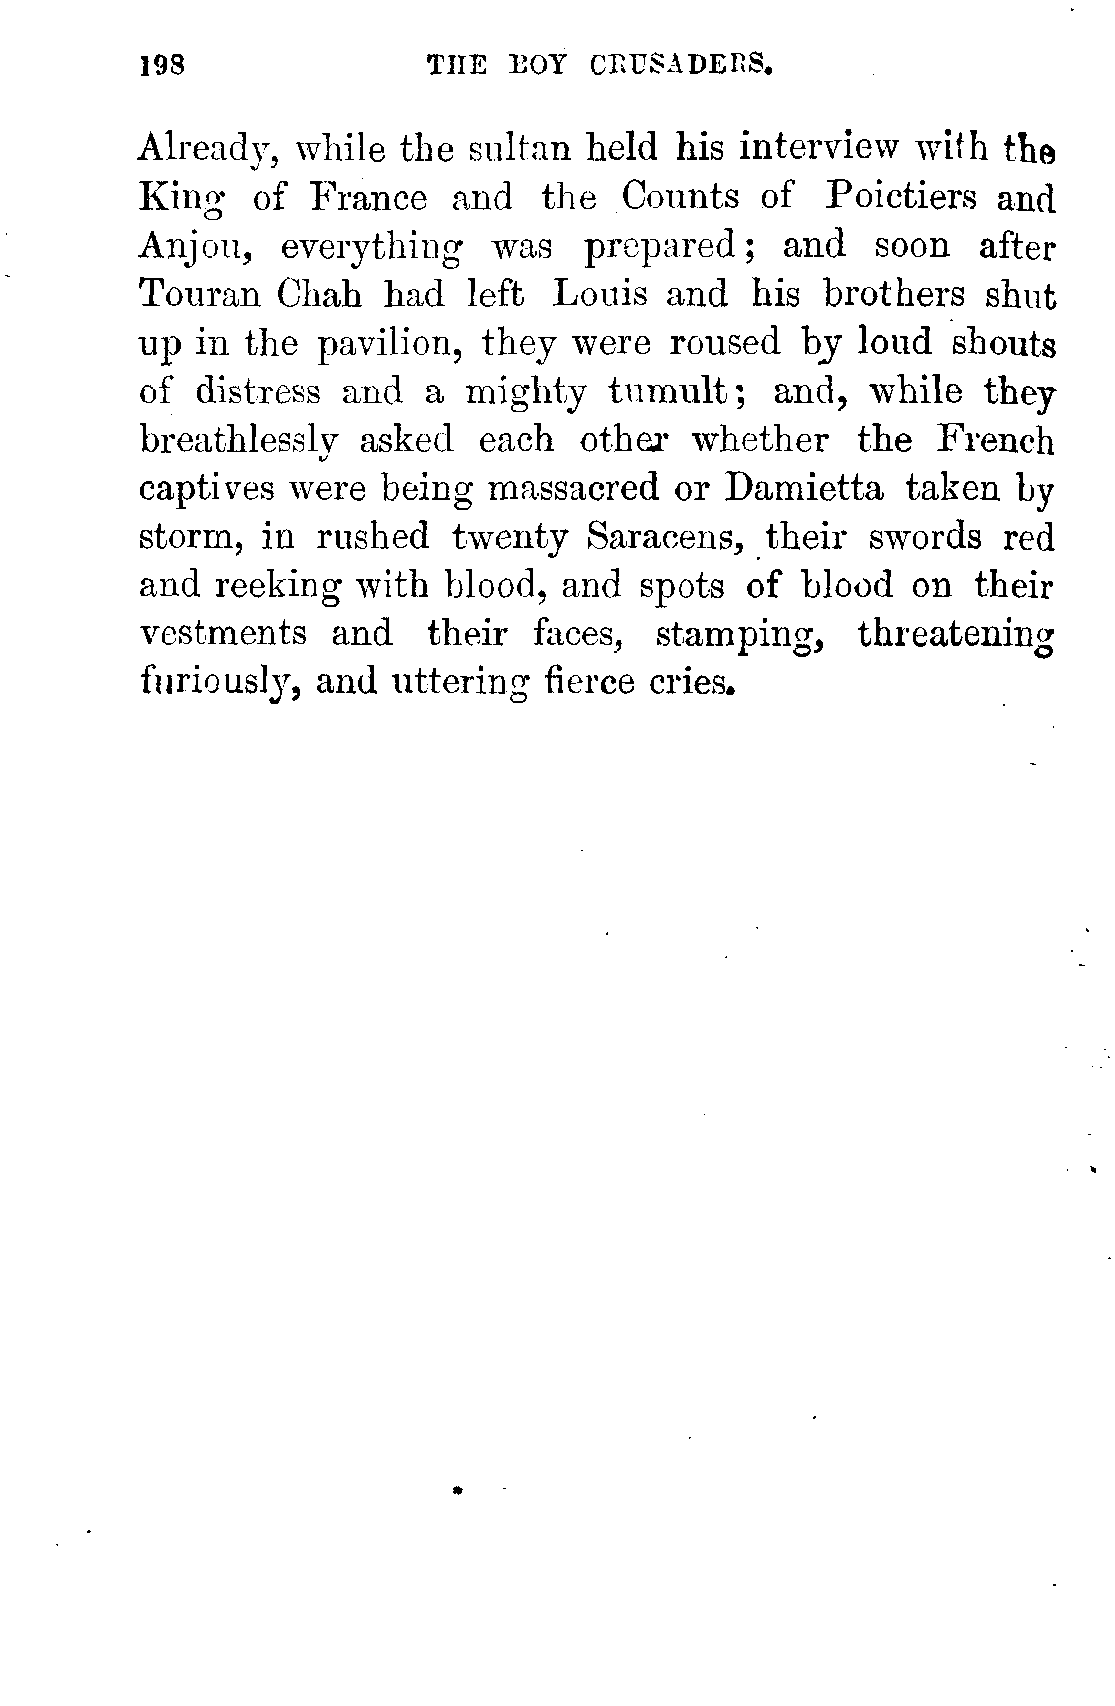 198 THE BOY CRUSADERS.
Already, while the sultan held his interview with the
King of France and the Counts of Poictiers and
Anjou, everything was prepared; and soon after
Touran Chah had left Louis and his brothers shut
up in the pavilion, they were roused by loud shouts
of distress and a mighty tumult; and, while they
breathlessly asked each other whether the French
captives were being massacred or Damietta taken by
storm, in rushed twenty Saracens, their swords red
and reeking with blood, and spots of blood on their
vestments and their faces, stamping, threatening
furiously, and uttering fierce cries.